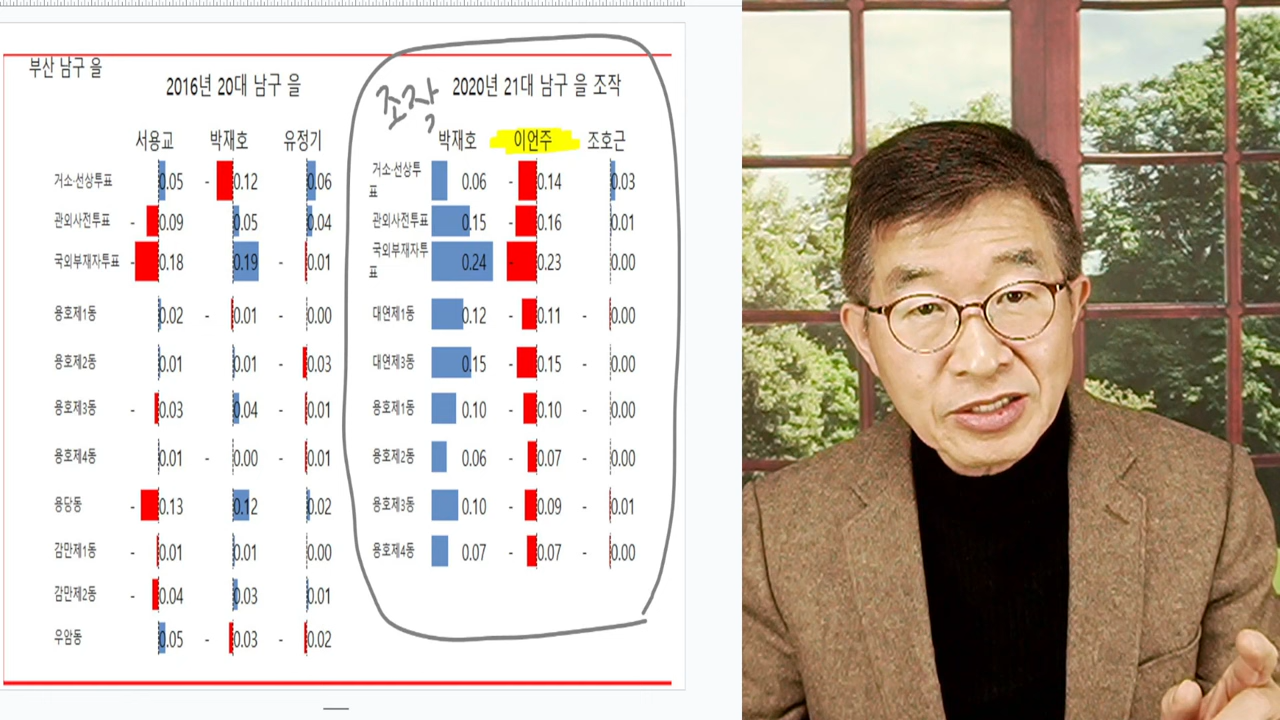 부산 남구 을
2016년 20대 남구 을
서용교 박재호 유정기
거소·선상투표 0.05 - 0.12 0.06
관외사전투표 - 0.09 0.05 0.04
국외부재자투표 - 0.18 0.19 - 0.01
용호제1동 0.02 - 0.01 - 0.00
용호제2동 0.01 0.01 - 0.03
용호제3동 - 0.03 0.04 - 0.01
용호제4동 0.01 - 0.00 - 0.01
용당동 - 0.13 0.12 0.02
감만제1동 - 0.01 0.01 0.00
감만제2동 - 0.04 0.03 0.01
우암동 0.05 - 0.03 - 0.02
조작
2020년 21대 남구 을 조작
박재호 이언주 조호근
거소·선상투
표 0.06 - 0.14 0.03
관외사전투표 0.15 - 0.16 0.01
국외부재자투
표 0.24 - 0.23 0.00
대연제1동 0.12 - 0.11 - 0.00
대연제3동 0.15 - 0.15 - 0.00
용호제1동 0.10 - 0.10 - 0.00
용호제2동 0.06 - 0.07 - 0.00
용호제3동 0.10 - 0.09 - 0.01
용호제4동 0.07 - 0.07 - 0.00